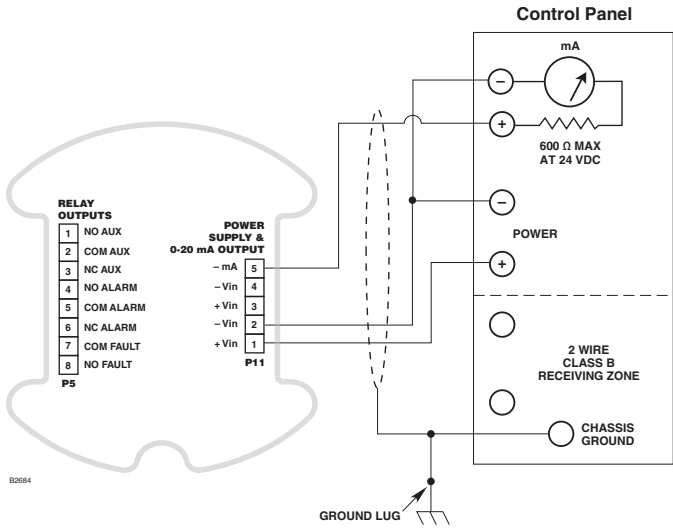 Control Panel
mA
−
+
600 Ω MAX
AT 24 VDC
−
POWER
+
2 WIRE
CLASS B
RECEIVING ZONE
CHASSIS
GROUND
RELAY
OUTPUTS
1 NO AUX
2 COM AUX
3 NC AUX
4 NO ALARM
5 COM ALARM
6 NC ALARM
7 COM FAULT
8 NO FAULT
P5
POWER
SUPPLY &
0-20 mA OUTPUT
− mA 5
− Vin 4
+ Vin 3
− Vin 2
+ Vin 1
P11
B2684
GROUND LUG